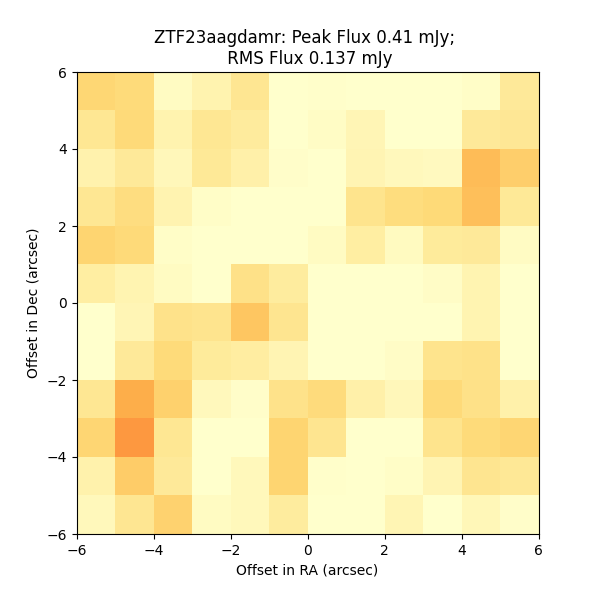 ZTF23aagdamr: Peak Flux 0.41 mJy;
RMS Flux 0.137 mJy
6
4
2
0
−2
−4
−6
Offset in Dec (arcsec)
−6 −4 −2 0 2 4 6
Offset in RA (arcsec)